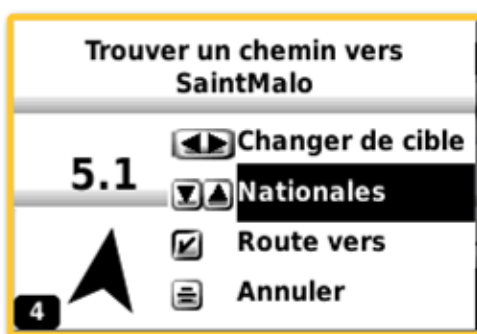 Trouver un chemin vers
SaintMalo
Changer de cible
5.1
Nationales
Route vers
Annuler
4